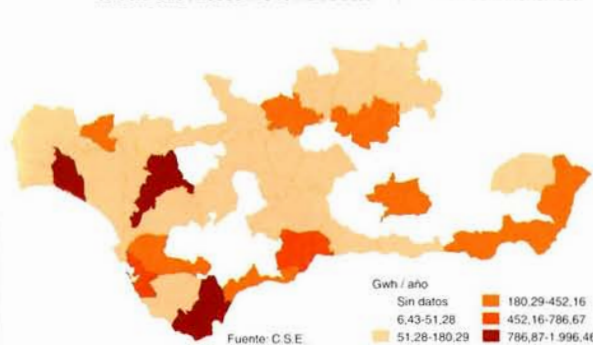 Gwh / año
Sin datos
6,43-51,28
51,28-180,29
180,29-452,16
452,16-786,67
786,87-1.996,46
Fuente: C.S.E.